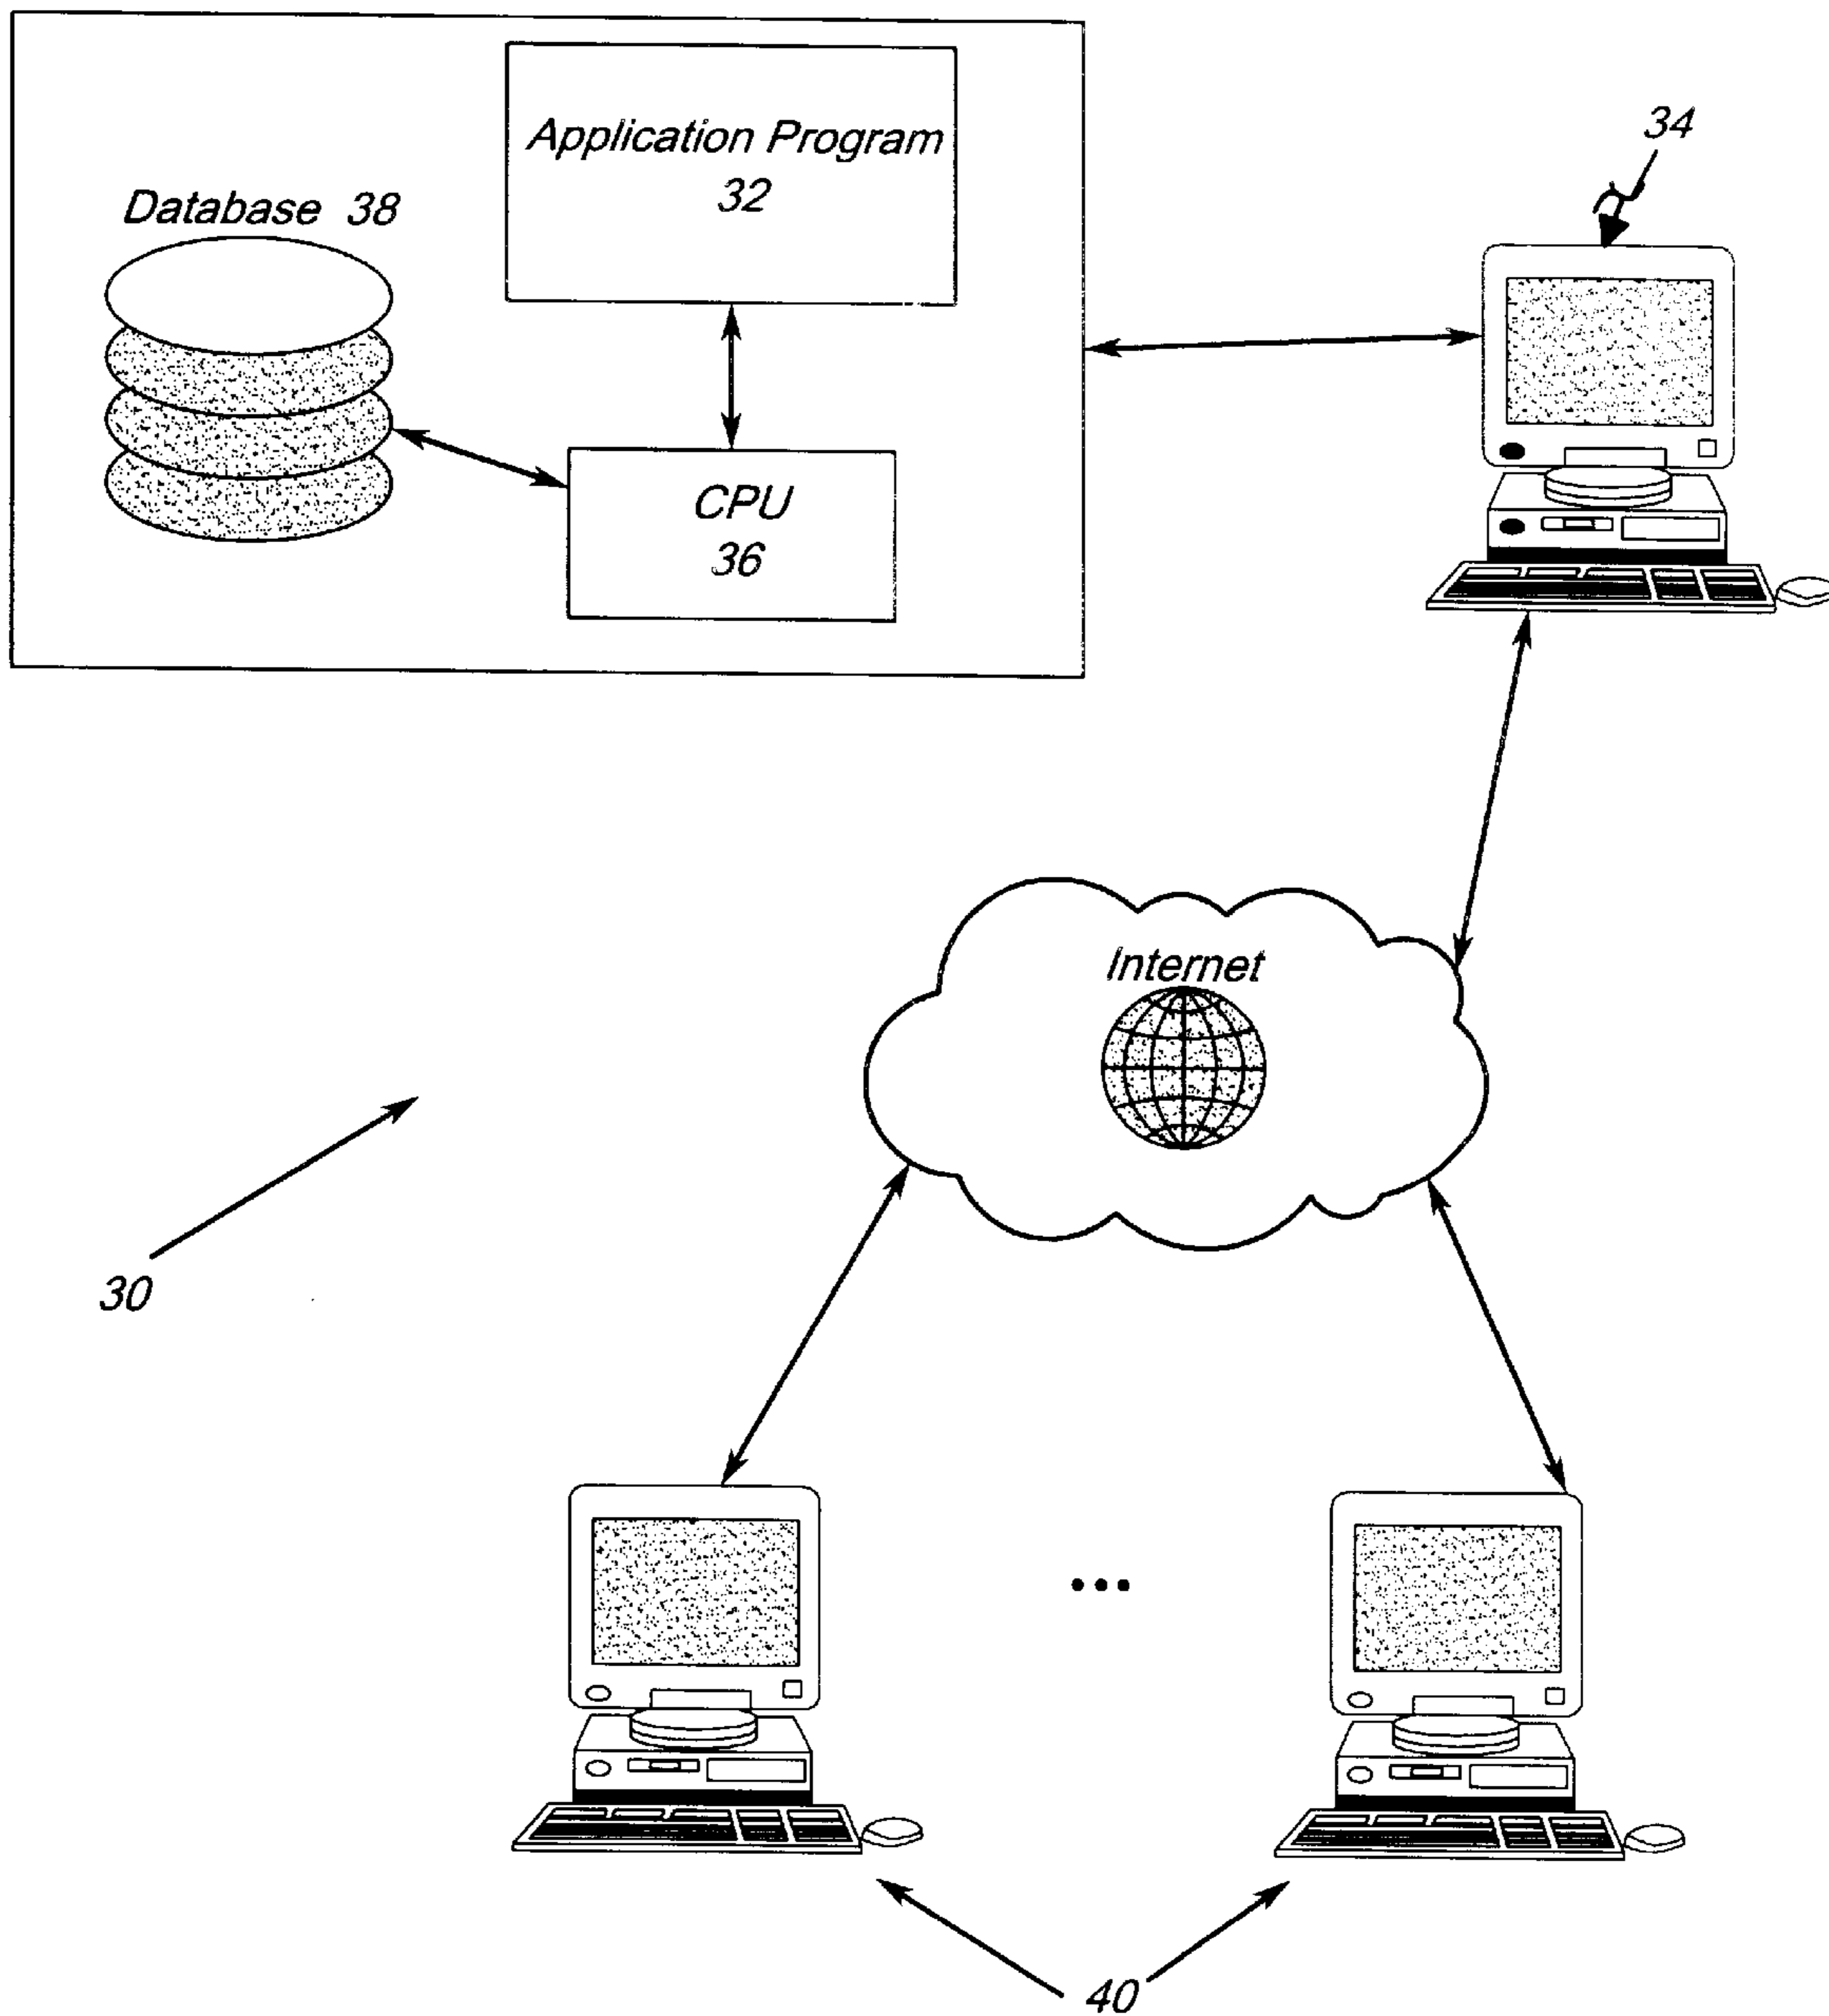 Application Program
32
34
Database 38
CPU
36
Internet
30
40